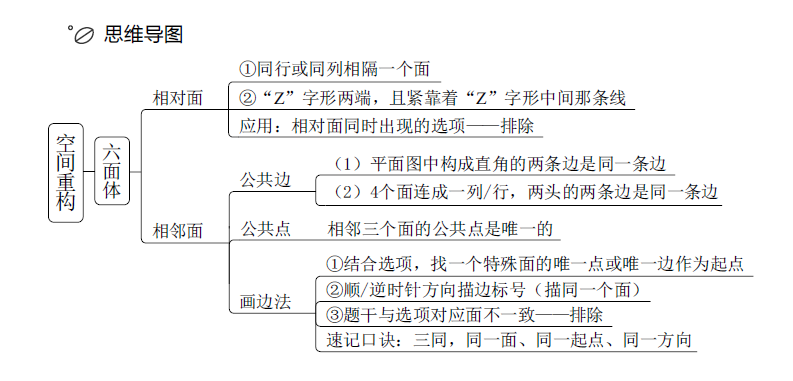 思维导图
①同行或同列相隔一个面
相对面
②“Z”字形两端，且紧靠着“Z”字形中间那条线
应用：相对面同时出现的选项——排除
空间重构
六面体
（1）平面图中构成直角的两条边是同一条边
公共边
（2）4个面连成一列/行，两头的两条边是同一条边
相邻面
公共点
相邻三个面的公共点是唯一的
①结合选项，找一个特殊面的唯一点或唯一边作为起点
②顺/逆时针方向描边标号（描同一个面）
画边法
③题干与选项对应面不一致——排除
速记口诀：三同，同一面、同一起点、同一方向